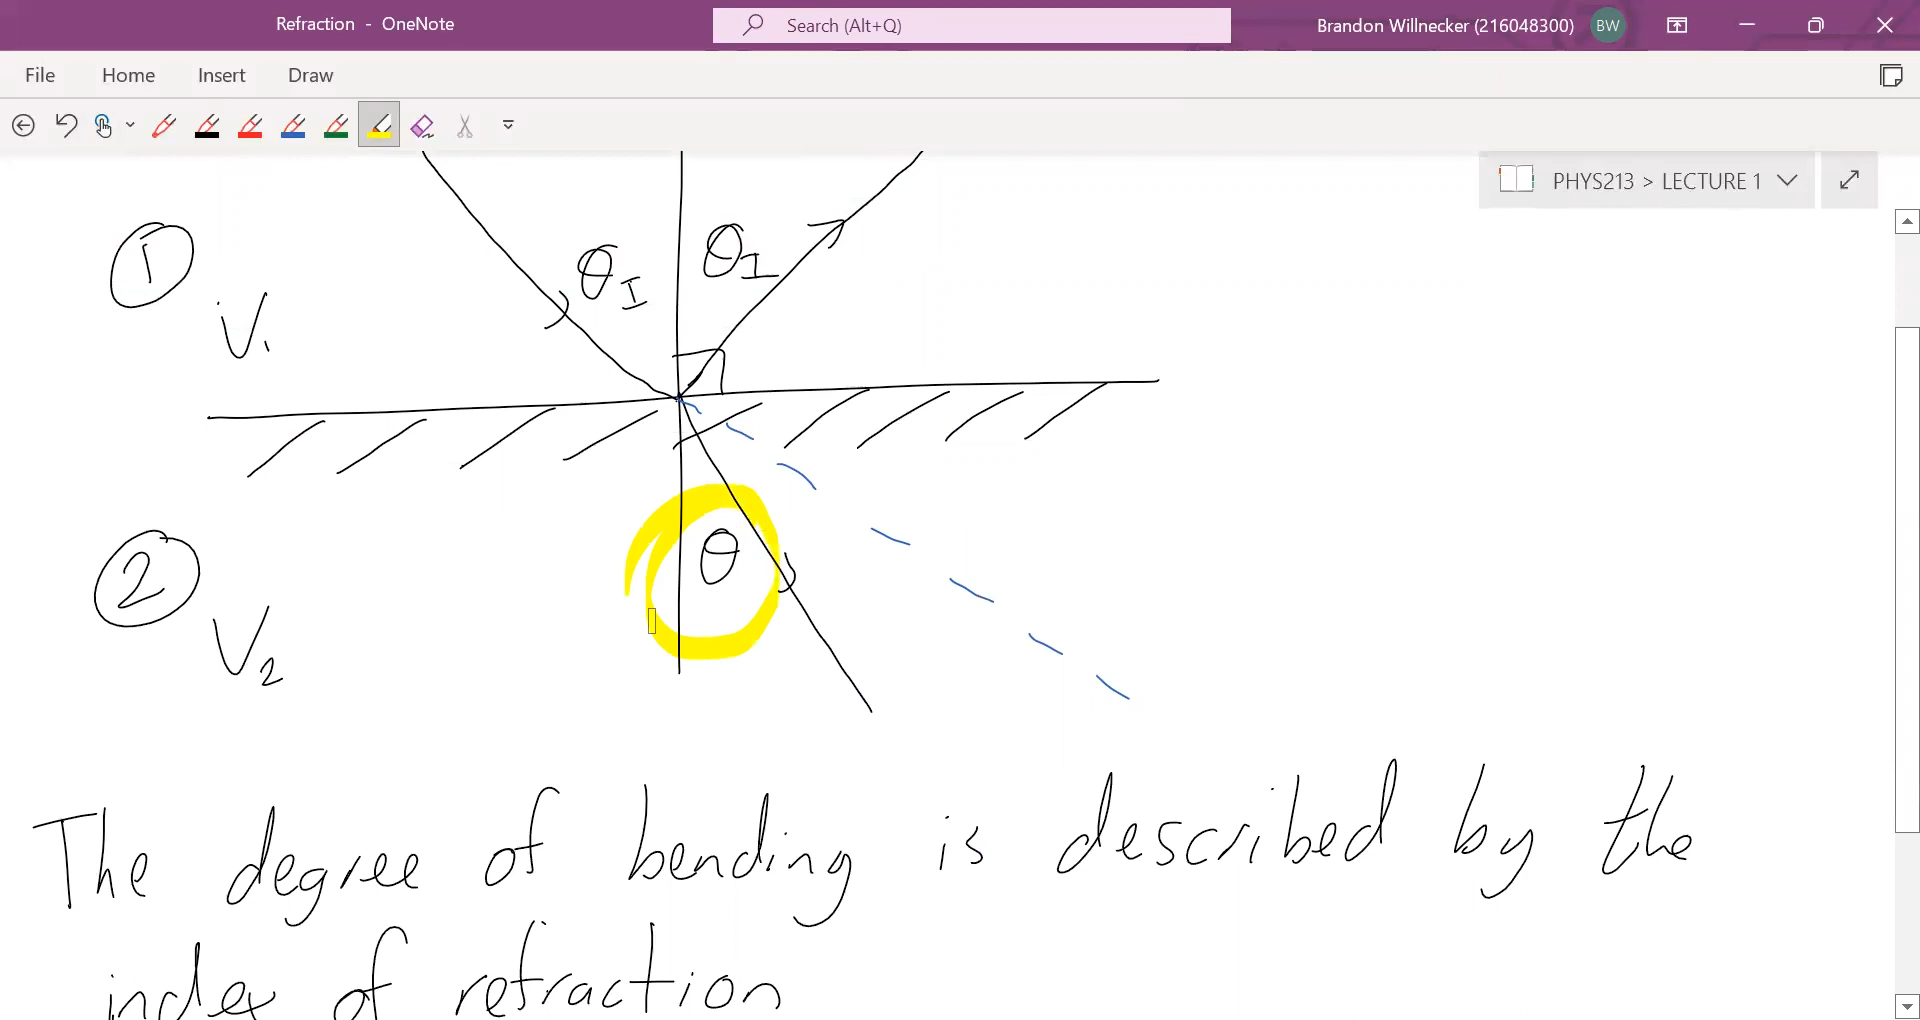 Refraction - OneNote
Search (Alt+Q)
Brandon Willnecker (216048300)
BW
File Home Insert Draw
PHYS213 > LECTURE 1
1
V₁
θI
θI
2
V₂
θ
The degree of bending is described by the
index of refraction